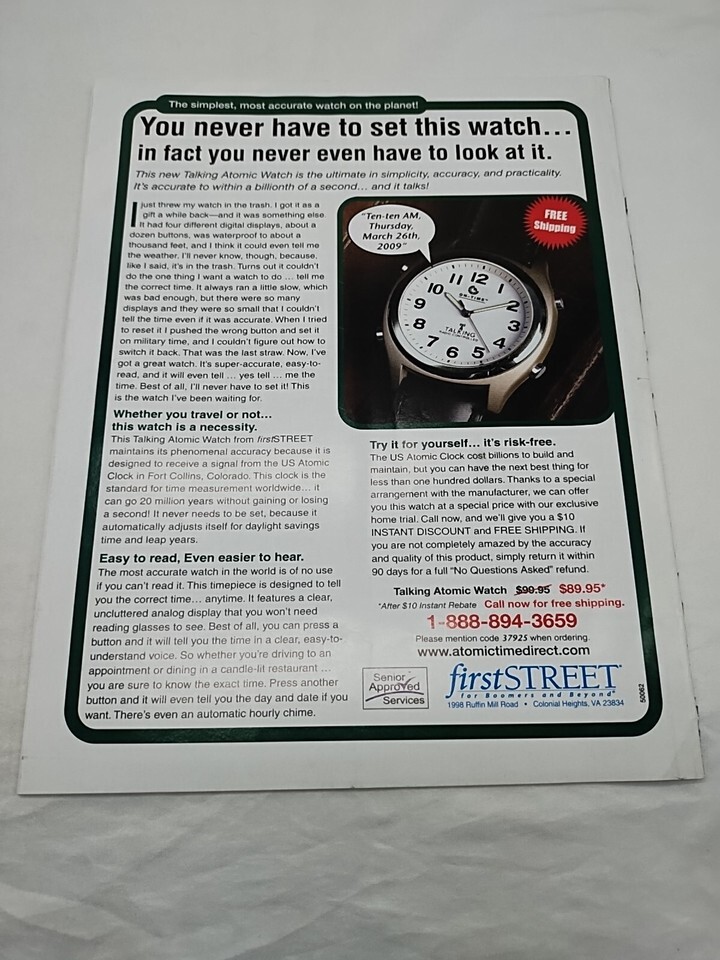 The simplest, most accurate watch on the planet!
You never have to set this watch...
in fact you never even have to look at it.
This new Talking Atomic Watch is the ultimate in simplicity, accuracy, and practicality.
It's accurate to within a billionth of a second... and it talks!
I just threw my watch in the trash. I got it as a
gift a while back—and it was something else.
It had four different digital displays, about a
dozen buttons, was waterproof to about a
thousand feet, and I think it could even tell me
the weather. I'll never know, though, because,
like I said, it's in the trash. Turns out it couldn't
do the one thing I want a watch to do ... tell me
the correct time. It always ran a little slow, which
was bad enough, but there were so many
displays and they were so small that I couldn't
tell the time even if it was accurate. When I tried
to reset it I pushed the wrong button and set it
on military time, and I couldn't figure out how to
switch it back. That was the last straw. Now, I've
got a great watch. It's super-accurate, easy-to-
read, and it will even tell ... yes tell ... me the
time. Best of all, I'll never have to set it! This
is the watch I've been waiting for.
Whether you travel or not...
this watch is a necessity.
This Talking Atomic Watch from firstSTREET
maintains its phenomenal accuracy because it is
designed to receive a signal from the US Atomic
Clock in Fort Collins, Colorado. This clock is the
standard for time measurement worldwide... it
can go 20 million years without gaining or losing
a second! It never needs to be set, because it
automatically adjusts itself for daylight savings
time and leap years.
Easy to read, Even easier to hear.
The most accurate watch in the world is of no use
if you can't read it. This timepiece is designed to tell
you the correct time... anytime. It features a clear,
uncluttered analog display that you won't need
reading glasses to see. Best of all, you can press a
button and it will tell you the time in a clear, easy-to-
understand voice. So whether you're driving to an
appointment or dining in a candle-lit restaurant ...
you are sure to know the exact time. Press another
button and it will even tell you the day and date if you
want. There's even an automatic hourly chime.
"Ten-ten AM,
Thursday,
March 26th,
2009"
FREE
Shipping
12
1
2
3
4
5
6
7
8
9
10
11
ON-TIME
TALKING
Try it for yourself... it's risk-free.
The US Atomic Clock cost billions to build and
maintain, but you can have the next best thing for
less than one hundred dollars. Thanks to a special
arrangement with the manufacturer, we can offer
you this watch at a special price with our exclusive
home trial. Call now, and we'll give you a $10
INSTANT DISCOUNT and FREE SHIPPING. If
you are not completely amazed by the accuracy
and quality of this product, simply return it within
90 days for a full "No Questions Asked" refund.
Talking Atomic Watch $99.95 $89.95*
*After $10 Instant Rebate Call now for free shipping.
1-888-894-3659
Please mention code 37925 when ordering.
www.atomictimedirect.com
Senior
Approved
Services
firstSTREET
for Boomers and Beyond
1998 Ruffin Mill Road • Colonial Heights, VA 23834
50062